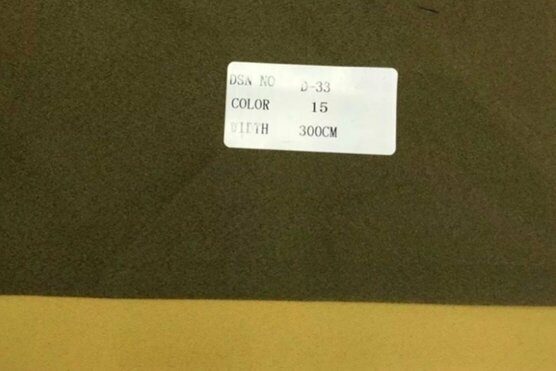 DSN NO D-33
COLOR 15
WIDTH 300CM